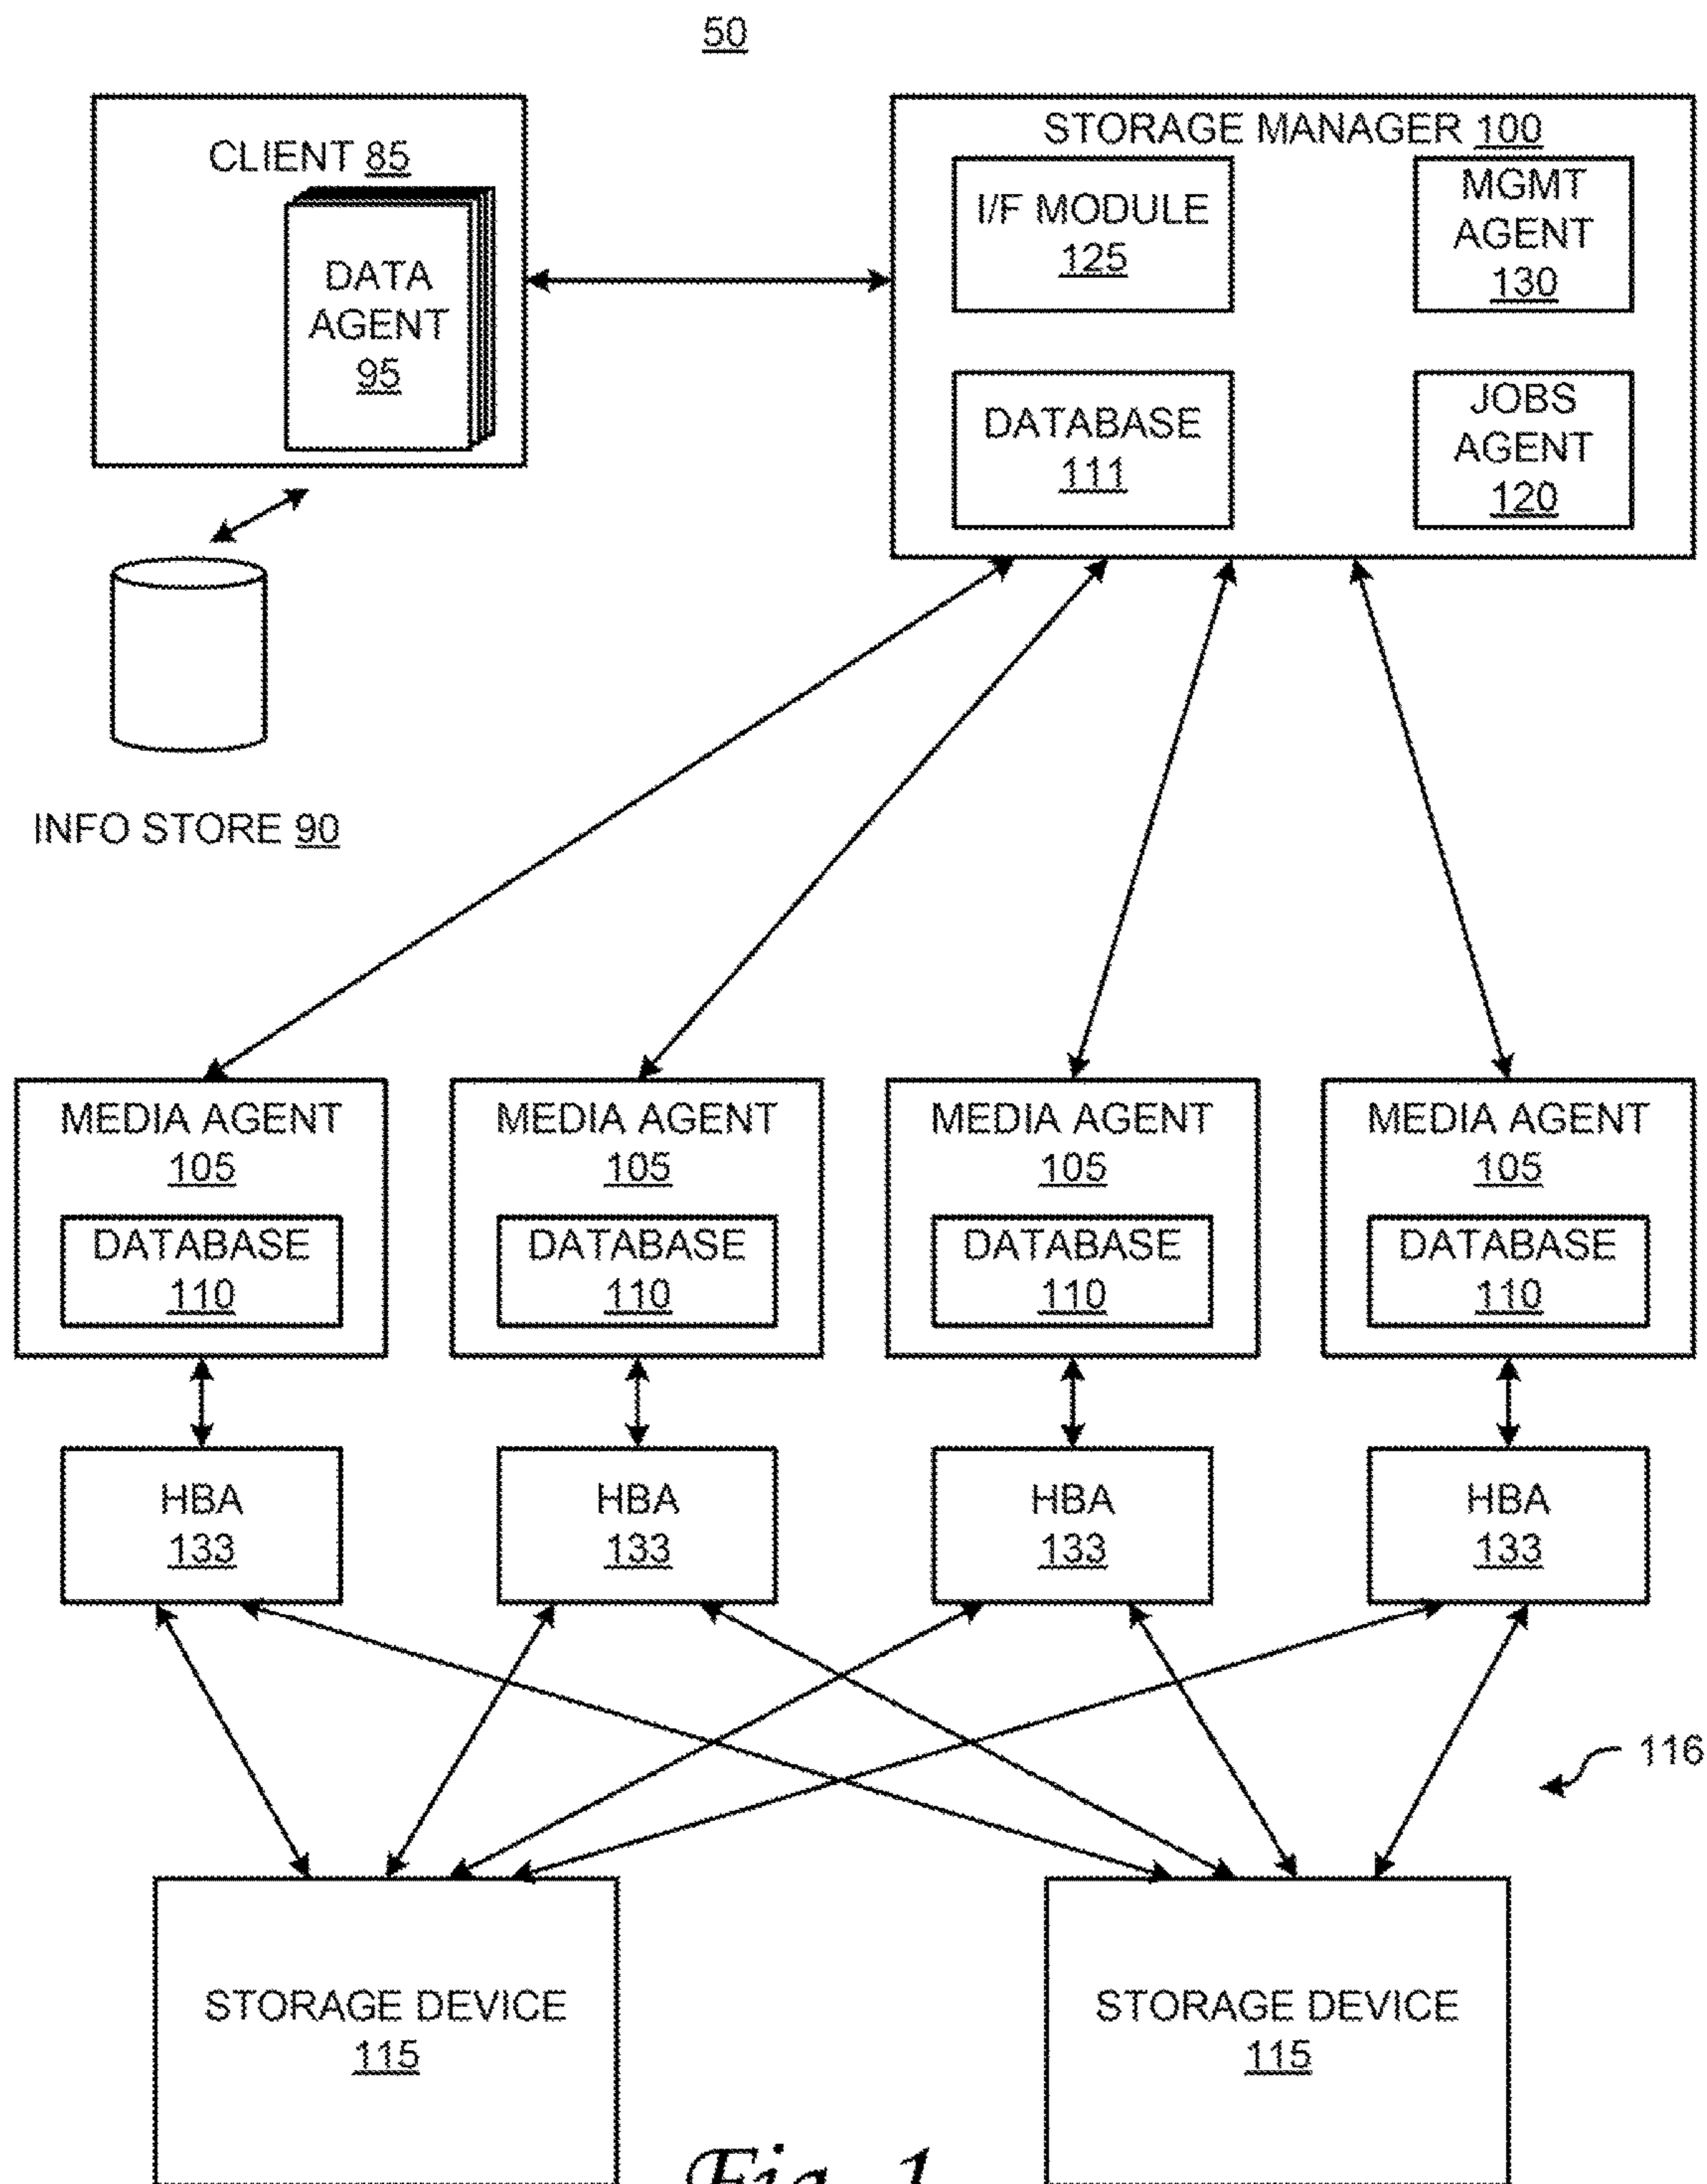 50
CLIENT 85
DATA
AGENT
95
STORAGE MANAGER 100
I/F MODULE
125
MGMT
AGENT
130
DATABASE
111
JOBS
AGENT
120
INFO STORE 90
MEDIA AGENT
105
DATABASE
110
MEDIA AGENT
105
DATABASE
110
MEDIA AGENT
105
DATABASE
110
MEDIA AGENT
105
DATABASE
110
HBA
133
HBA
133
HBA
133
HBA
133
116
STORAGE DEVICE
115
STORAGE DEVICE
115
Fig. 1